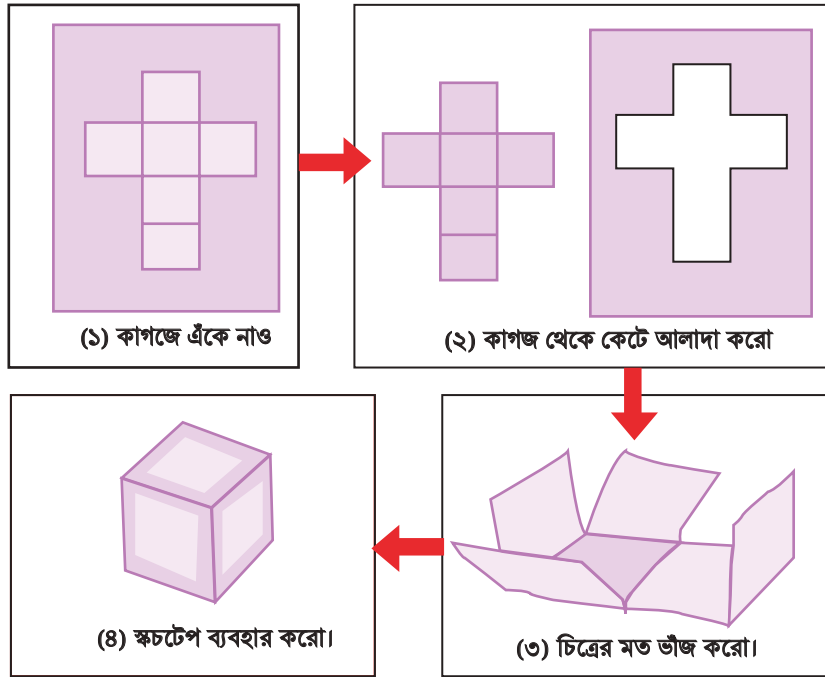 (১) কাগজে এঁকে নাও
(২) কাগজ থেকে কেটে আলাদা করো
(৪) স্কচটেপ ব্যবহার করো।
(৩) চিত্রের মত ভাঁজ করো।